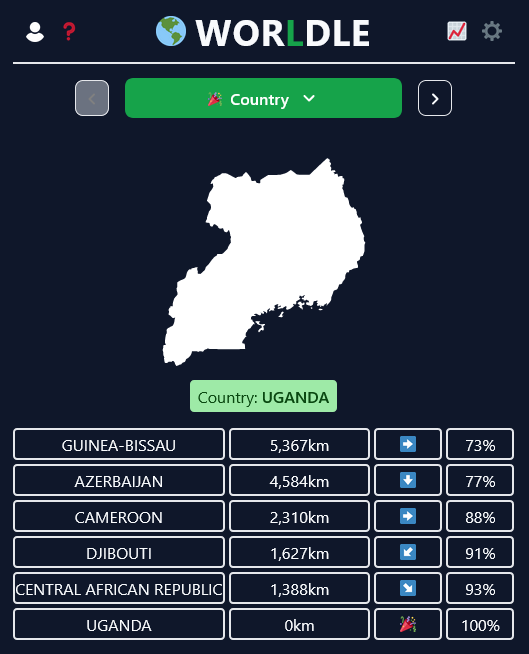 WORLDLE
Country
Country: UGANDA
GUINEA-BISSAU 5,367km 73%
AZERBAIJAN 4,584km 77%
CAMEROON 2,310km 88%
DJIBOUTI 1,627km 91%
CENTRAL AFRICAN REPUBLIC 1,388km 93%
UGANDA 0km 100%